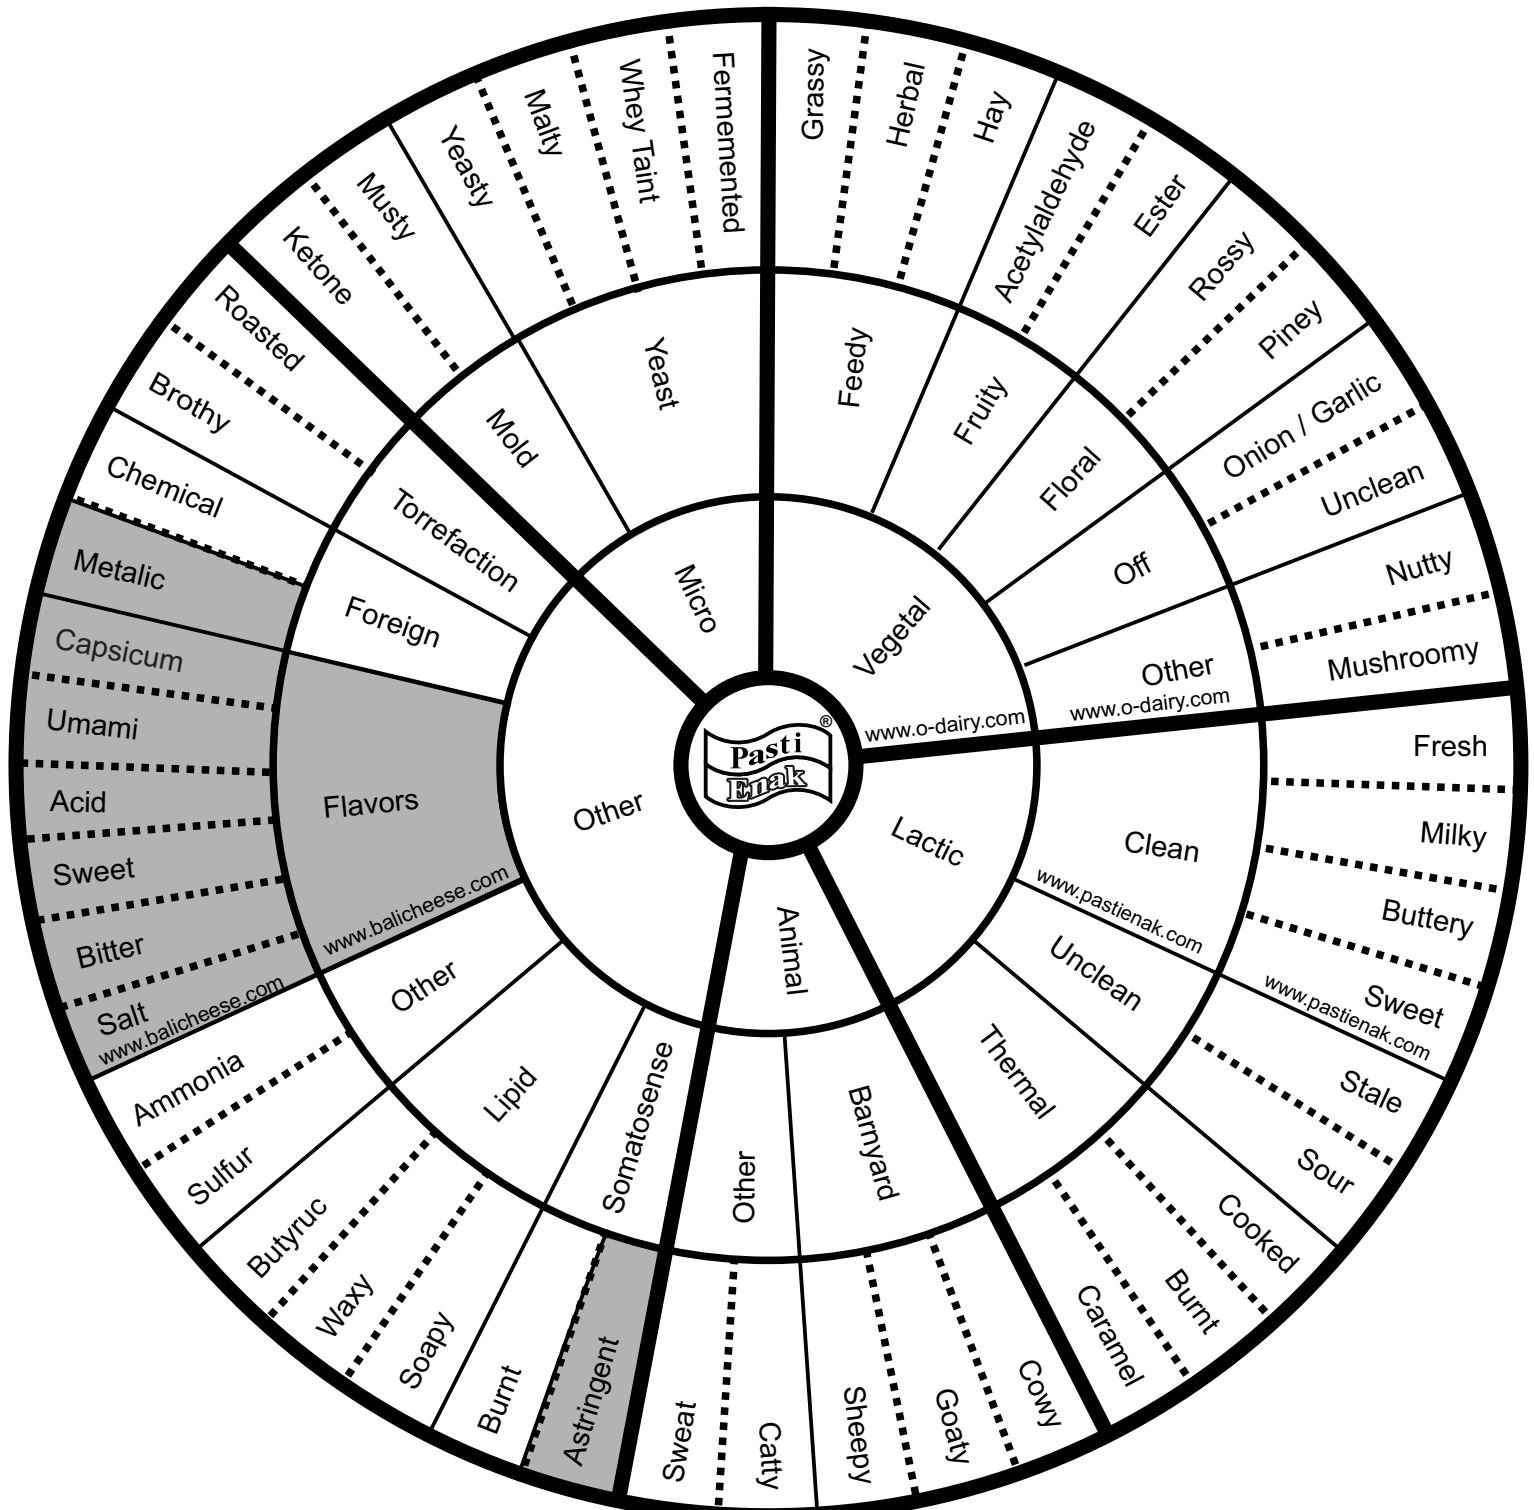 Pasti
Enak
®
Vegetal
www.o-dairy.com
Lactic
Animal
Other
Micro
Feedy
Fruity
Floral
Off
Other
www.o-dairy.com
Clean
www.pastienak.com
Unclean
Thermal
Barnyard
Other
Somatosense
Lipid
Other
Flavors
www.balicheese.com
Foreign
Torrefaction
Mold
Yeast
Grassy
Herbal
Hay
Acetylaldehyde
Ester
Rossy
Piney
Onion / Garlic
Unclean
Nutty
Mushroomy
Fresh
Milky
Buttery
Sweet
www.pastienak.com
Stale
Sour
Cooked
Burnt
Caramel
Cowy
Goaty
Sheepy
Catty
Sweat
Astringent
Burnt
Soapy
Waxy
Butyruc
Sulfur
Ammonia
www.balicheese.com
Salt
Bitter
Sweet
Acid
Umami
Capsicum
Metalic
Chemical
Brothy
Roasted
Ketone
Musty
Yeasty
Malty
Whey Taint
Fermemented